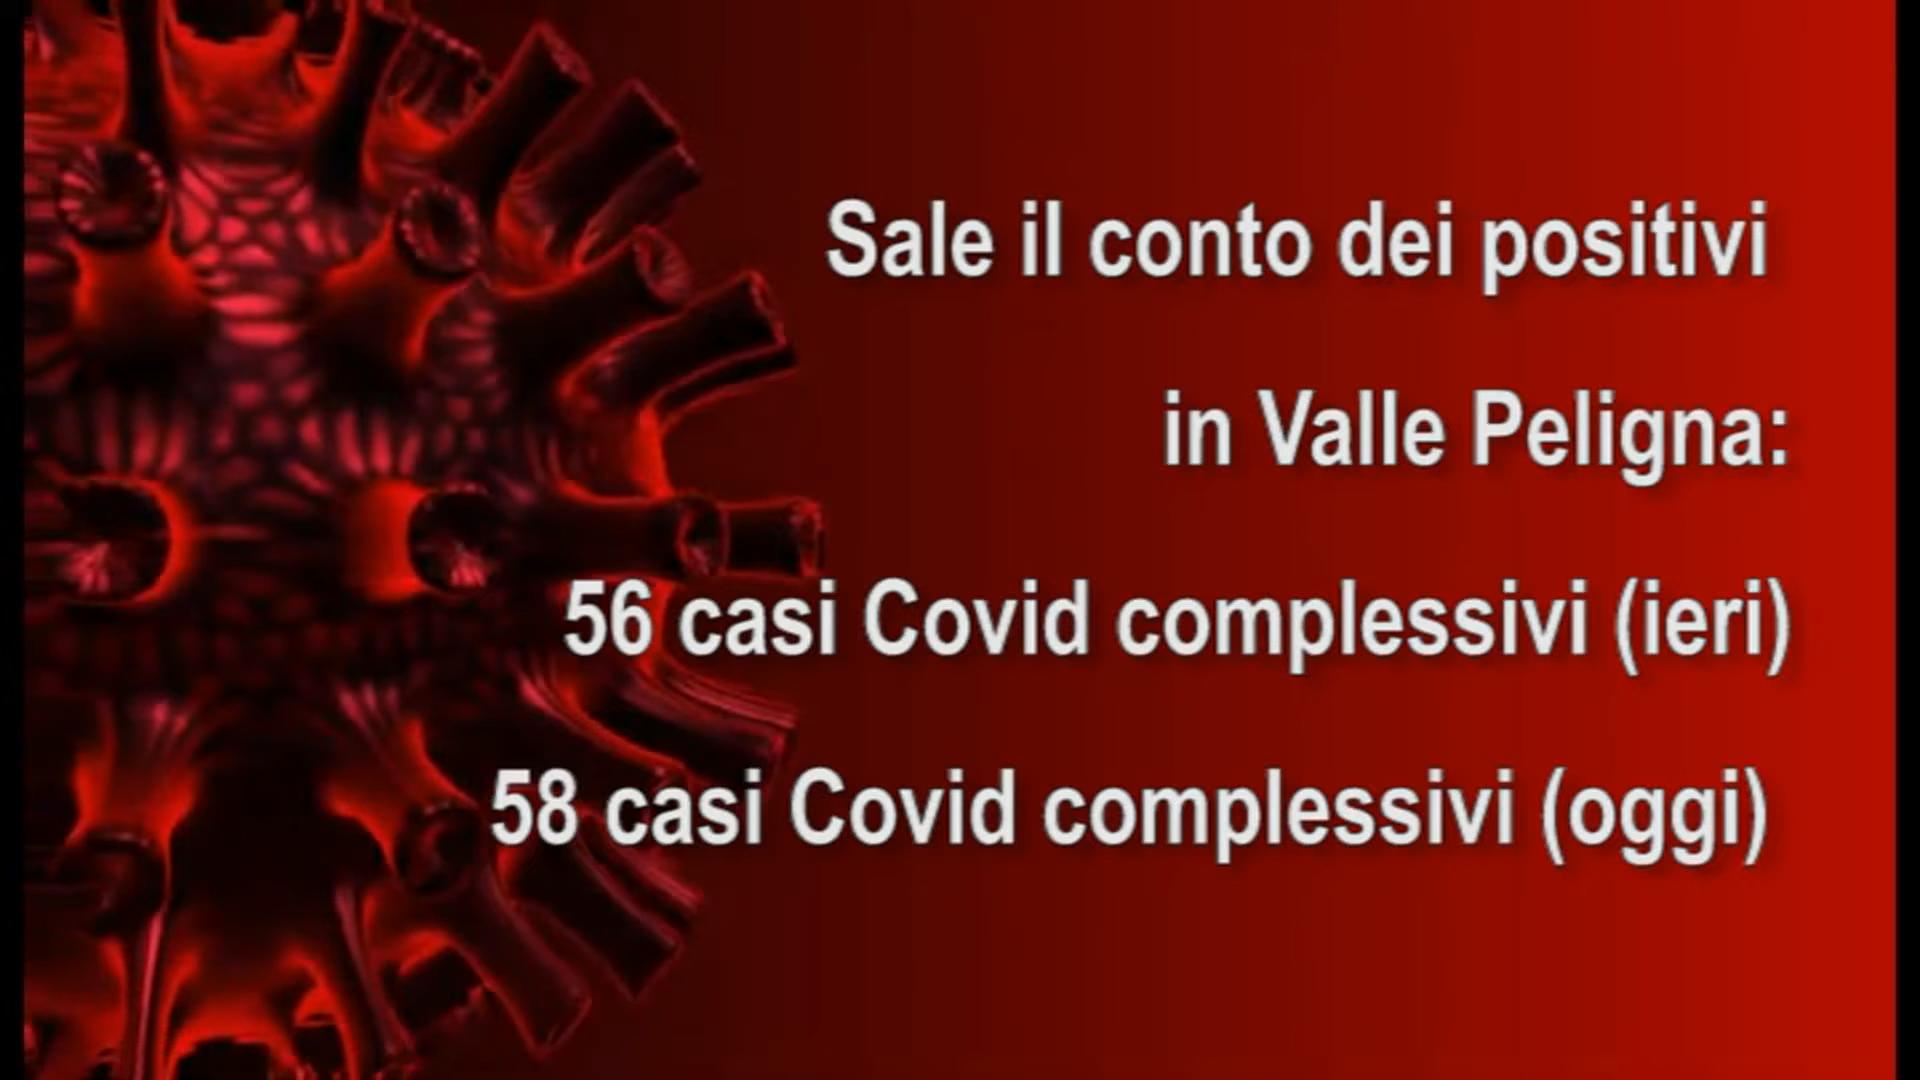 Sale il conto dei positivi
in Valle Peligna:
56 casi Covid complessivi (ieri)
58 casi Covid complessivi (oggi)